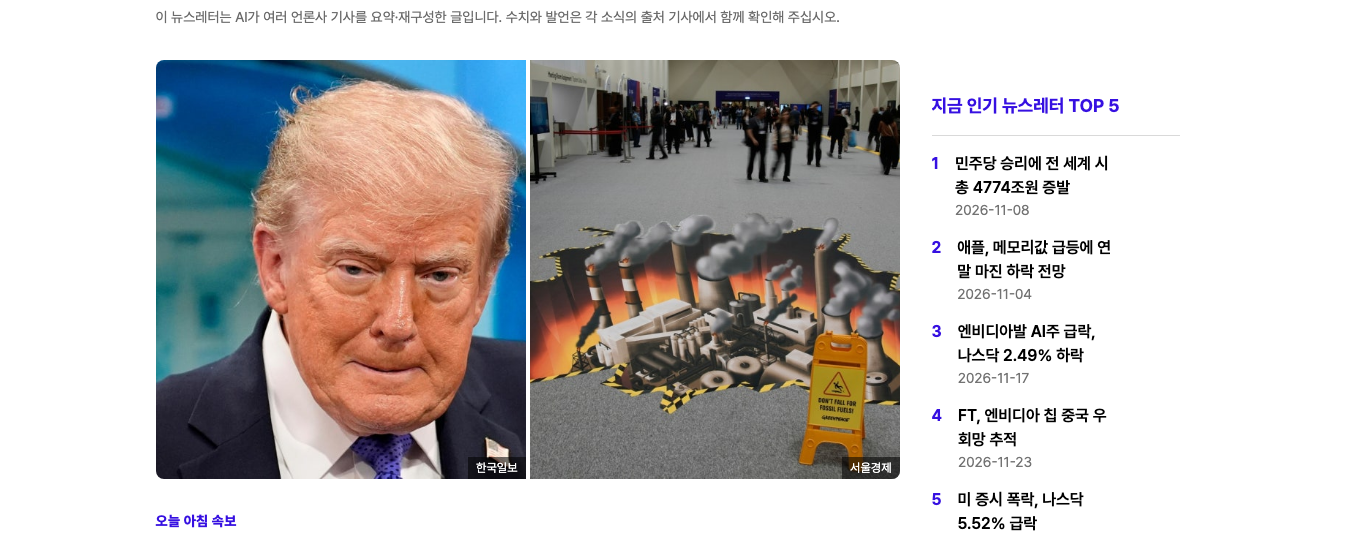 이 뉴스레터는 AI가 여러 언론사 기사를 요약·재구성한 글입니다. 수치와 발언은 각 소식의 출처 기사에서 함께 확인해 주십시오.
DON'T FALL FOR
FOSSIL FUELS!
GREENPEACE
한국일보
서울경제
오늘 아침 속보
지금 인기 뉴스레터 TOP 5
1 민주당 승리에 전 세계 시
총 4774조원 증발
2026-11-08
2 애플, 메모리값 급등에 연
말 마진 하락 전망
2026-11-04
3 엔비디아발 AI주 급락,
나스닥 2.49% 하락
2026-11-17
4 FT, 엔비디아 칩 중국 우
회망 추적
2026-11-23
5 미 증시 폭락, 나스닥
5.52% 급락